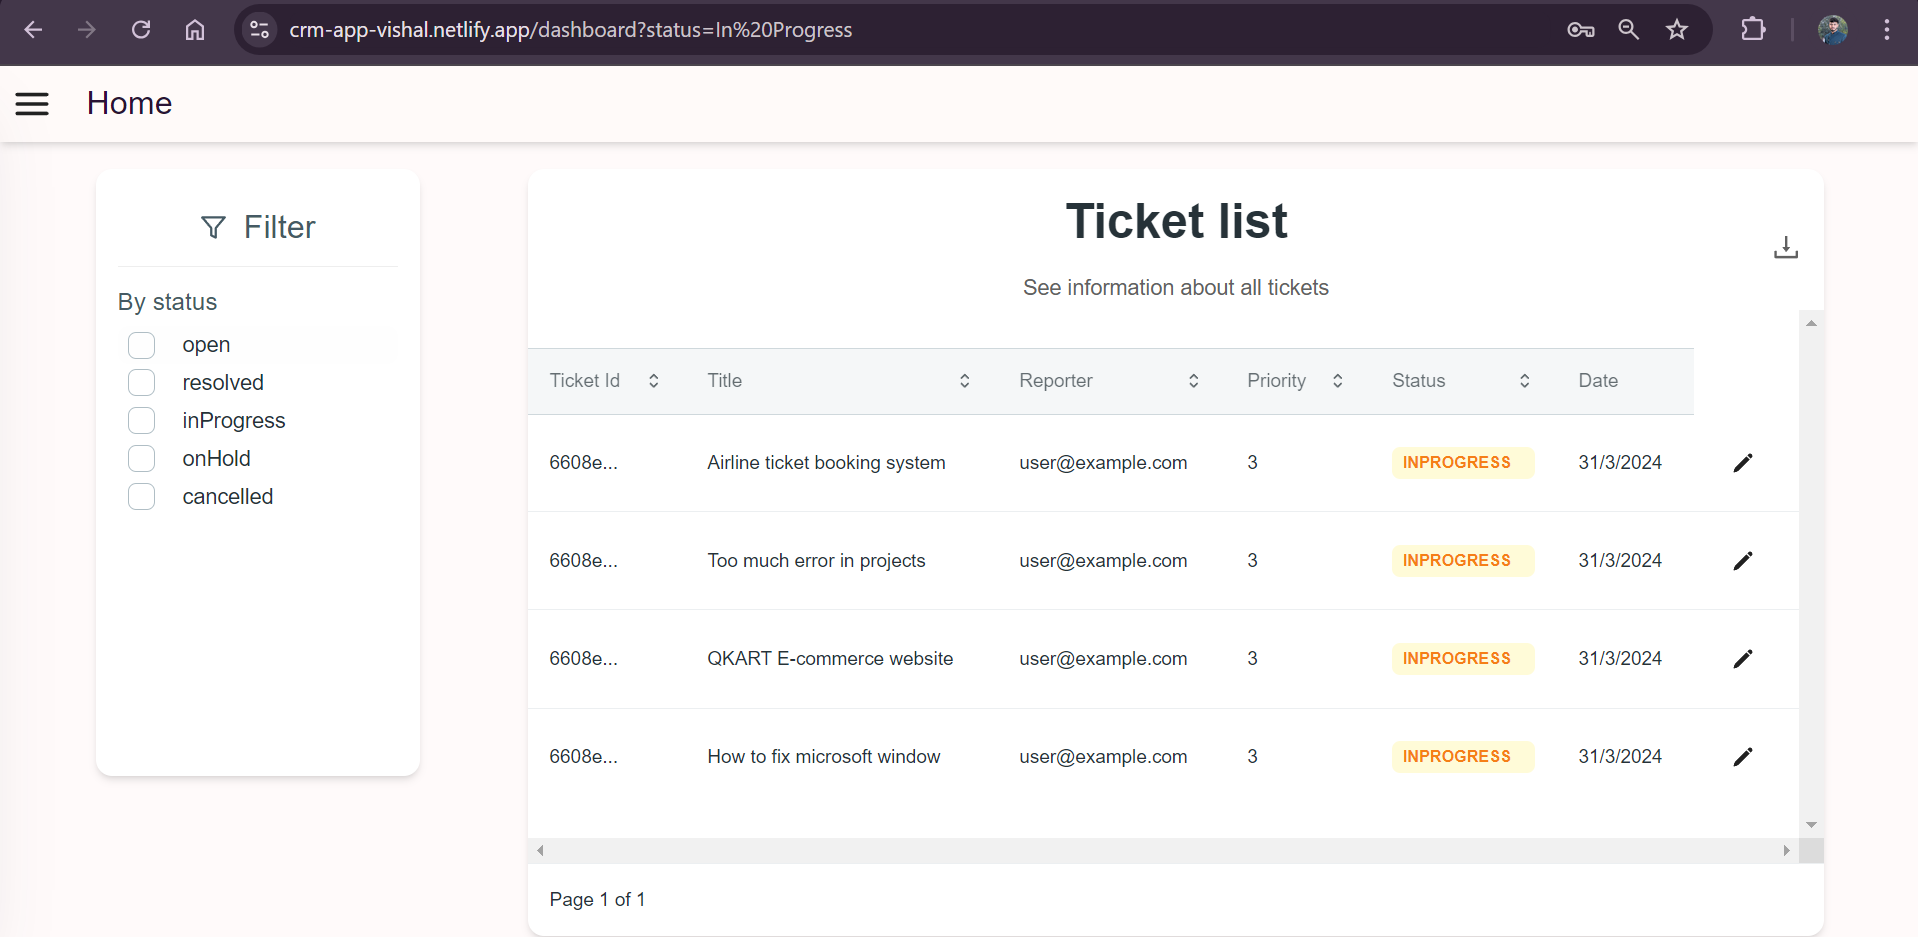 crm-app-vishal.netlify.app/dashboard?status=In%20Progress
Home
Filter
By status
open
resolved
inProgress
onHold
cancelled
Ticket list
See information about all tickets
Ticket Id Title Reporter Priority Status Date
6608e... Airline ticket booking system user@example.com 3 INPROGRESS 31/3/2024
6608e... Too much error in projects user@example.com 3 INPROGRESS 31/3/2024
6608e... QKART E-commerce website user@example.com 3 INPROGRESS 31/3/2024
6608e... How to fix microsoft window user@example.com 3 INPROGRESS 31/3/2024
Page 1 of 1